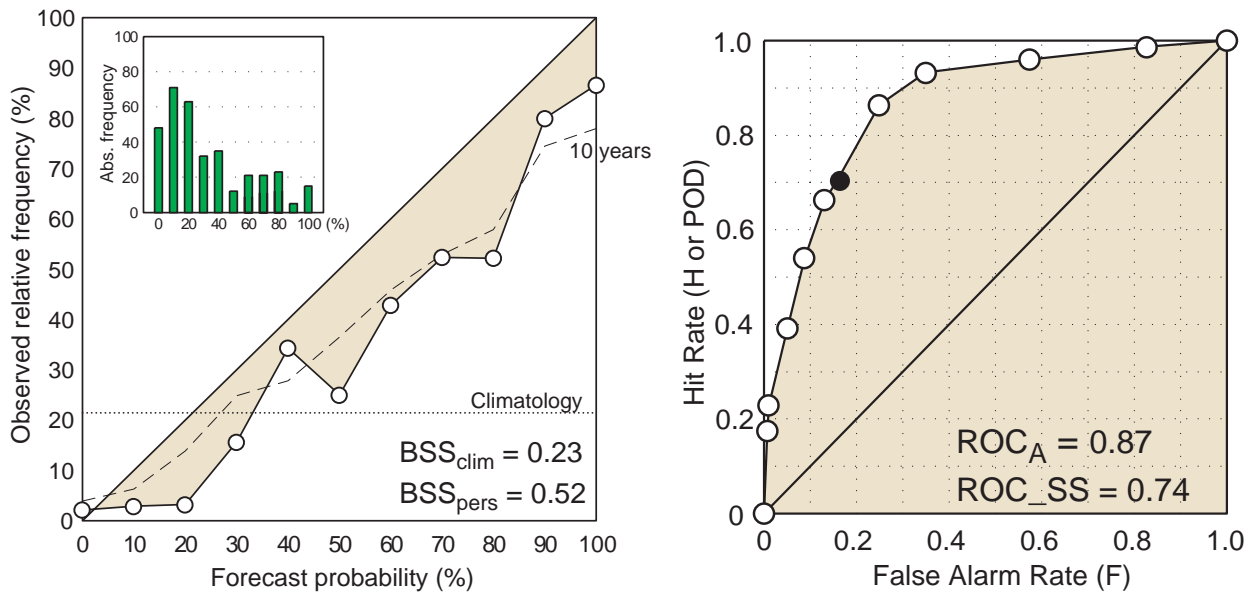 100
90
80
70
60
50
40
30
20
10
0
Observed relative frequency (%)
100
80
60
40
20
0
Abs. frequency
0 20 40 60 80 100 (%)
10 years
Climatology
BSSclim = 0.23
BSSpers = 0.52
0 10 20 30 40 50 60 70 80 90 100
Forecast probability (%)
1.0
0.8
0.6
0.4
0.2
0
Hit Rate (H or POD)
ROCA = 0.87
ROC_SS = 0.74
0 0.2 0.4 0.6 0.8 1.0
False Alarm Rate (F)